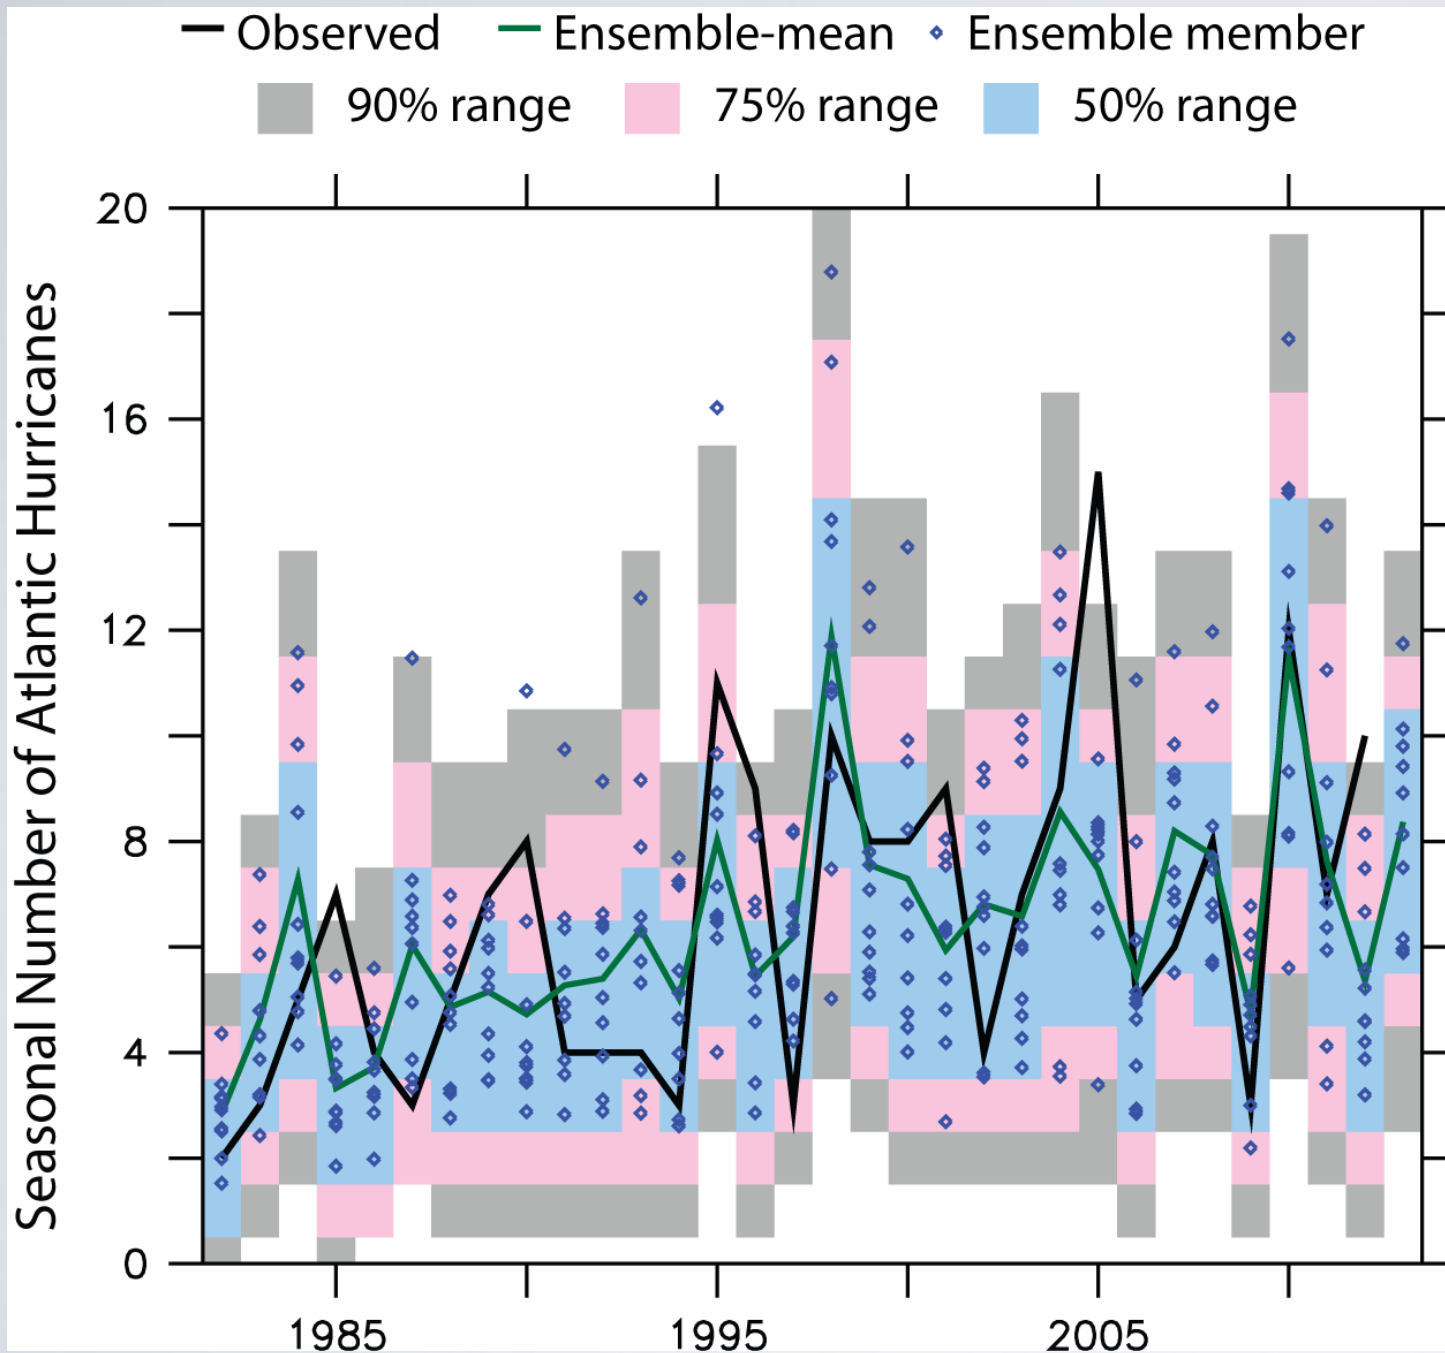 Observed Ensemble-mean Ensemble member
90% range 75% range 50% range
Seasonal Number of Atlantic Hurricanes
20
16
12
8
4
0
1985 1995 2005